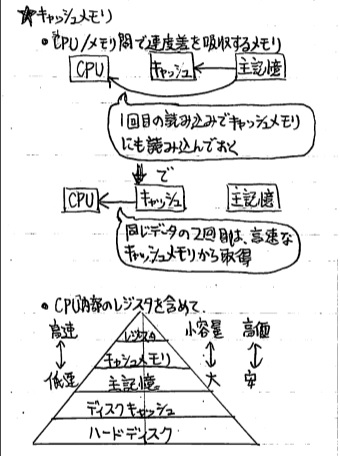 ★キャッシュメモリ
• CPU/メモリ間で速度差を吸収するメモリ
CPU キャッシュ 主記憶
1回目の読み込みでキャッシュメモリ
にも読み込んでおく
で
CPU キャッシュ 主記憶
同じデータの2回目は、高速な
キャッシュメモリから取得
• CPU内部のレジスタを含めて
高速 レジスタ 小容量 高価
キャッシュメモリ
低速 主記憶 大 安
ディスクキャッシュ
ハードディスク